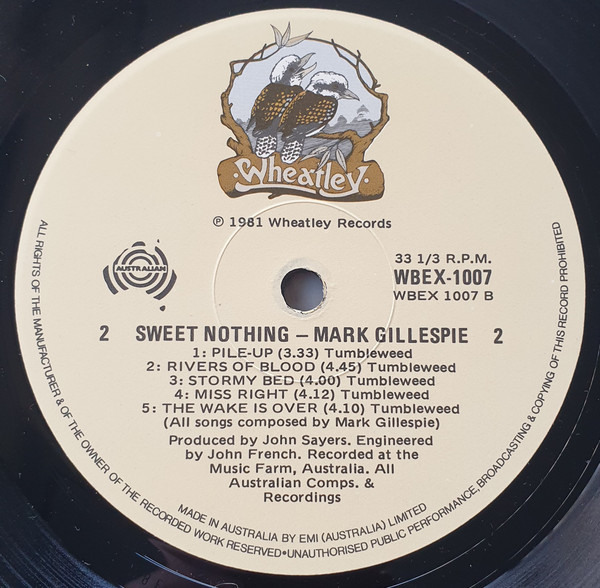 ·Wheatley·
℗ 1981 Wheatley Records
AUSTRALIAN
33 1/3 R.P.M.
WBEX-1007
WBEX 1007 B
2 SWEET NOTHING – MARK GILLESPIE 2
1: PILE-UP (3.33) Tumbleweed
2: RIVERS OF BLOOD (4.45) Tumbleweed
3: STORMY BED (4.00) Tumbleweed
4: MISS RIGHT (4.12) Tumbleweed
5: THE WAKE IS OVER (4.10) Tumbleweed
(All songs composed by Mark Gillespie)
Produced by John Sayers. Engineered
by John French. Recorded at the
Music Farm, Australia. All
Australian Comps. &
Recordings
MADE IN AUSTRALIA BY EMI (AUSTRALIA) LIMITED
ALL RIGHTS OF THE MANUFACTURER & OF THE OWNER OF THE RECORDED WORK RESERVED•UNAUTHORISED PUBLIC PERFORMANCE, BROADCASTING & COPYING OF THIS RECORD PROHIBITED